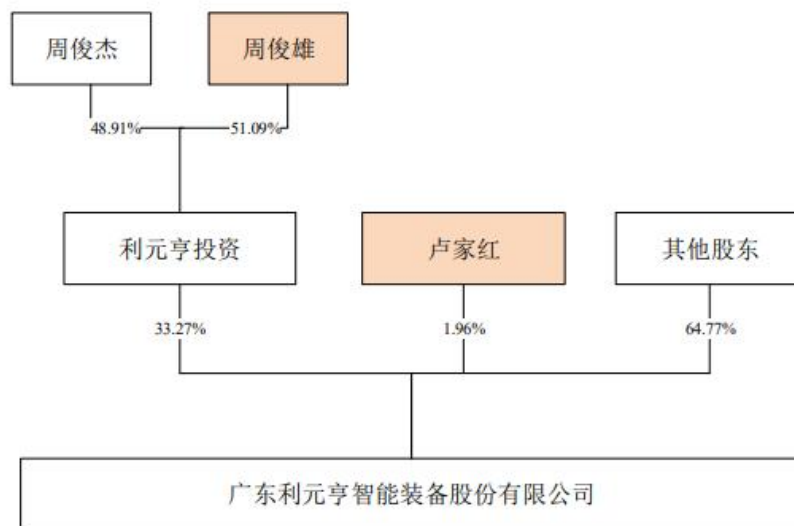 周俊杰
周俊雄
48.91%
51.09%
利元亨投资
卢家红
其他股东
33.27%
1.96%
64.77%
广东利元亨智能装备股份有限公司